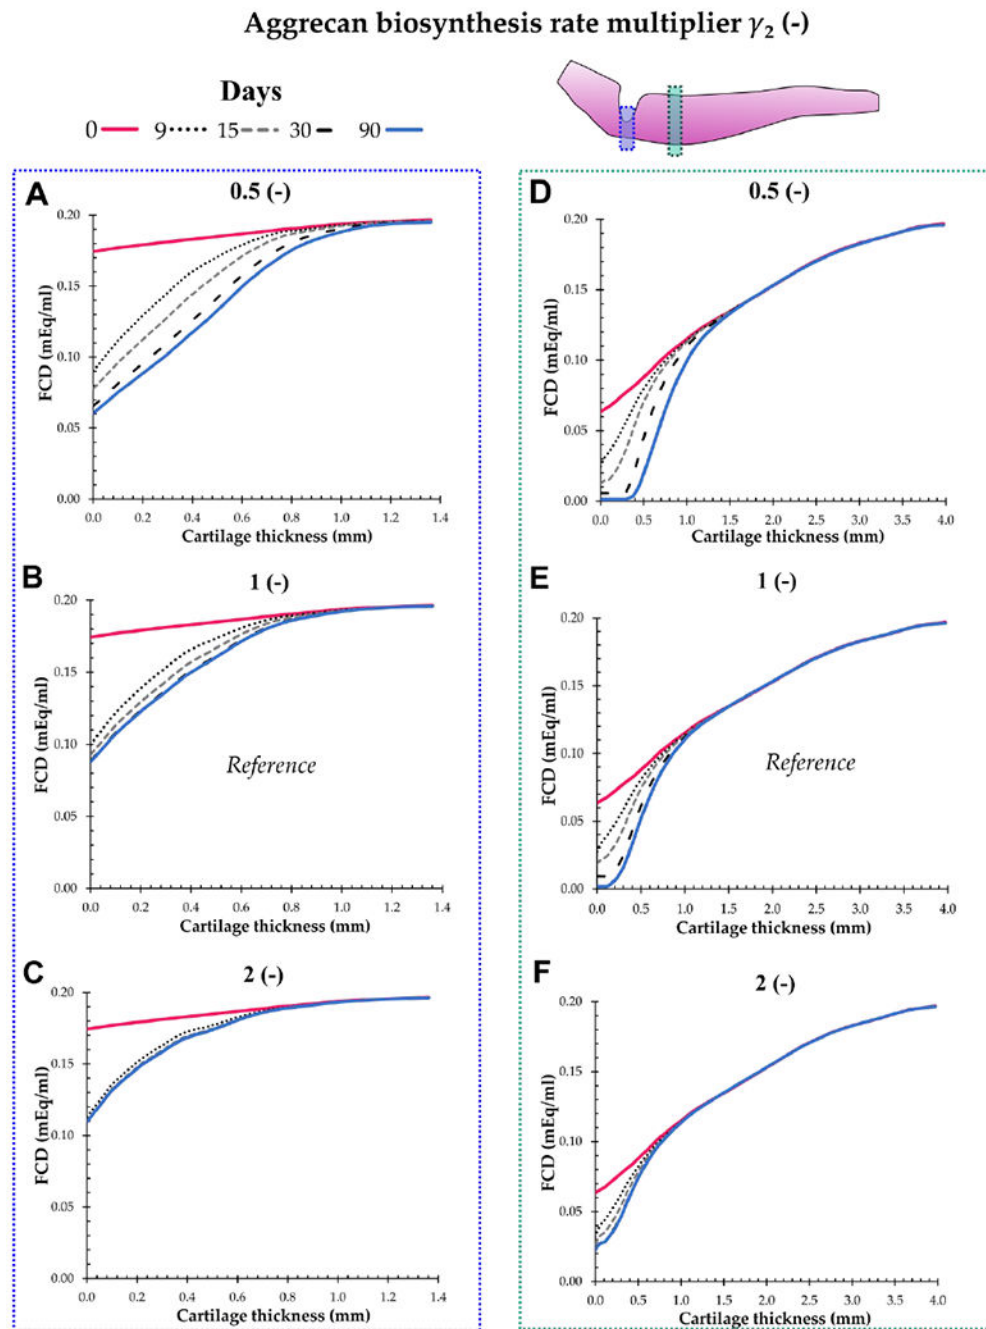 Aggrecan biosynthesis rate multiplier γ₂ (-)
Days
0 9 15 30 90
A 0.5 (-)
0.20
0.15
0.10
0.05
0.00
FCD (mEq/ml)
0.0 0.2 0.4 0.6 0.8 1.0 1.2 1.4
Cartilage thickness (mm)
D 0.5 (-)
0.20
0.15
0.10
0.05
0.00
FCD (mEq/ml)
0.0 0.5 1.0 1.5 2.0 2.5 3.0 3.5 4.0
Cartilage thickness (mm)
B 1 (-)
0.20
0.15
0.10
0.05
0.00
FCD (mEq/ml)
Reference
0.0 0.2 0.4 0.6 0.8 1.0 1.2 1.4
Cartilage thickness (mm)
E 1 (-)
0.20
0.15
0.10
0.05
0.00
FCD (mEq/ml)
Reference
0.0 0.5 1.0 1.5 2.0 2.5 3.0 3.5 4.0
Cartilage thickness (mm)
C 2 (-)
0.20
0.15
0.10
0.05
0.00
FCD (mEq/ml)
0.0 0.2 0.4 0.6 0.8 1.0 1.2 1.4
Cartilage thickness (mm)
F 2 (-)
0.20
0.15
0.10
0.05
0.00
FCD (mEq/ml)
0.0 0.5 1.0 1.5 2.0 2.5 3.0 3.5 4.0
Cartilage thickness (mm)